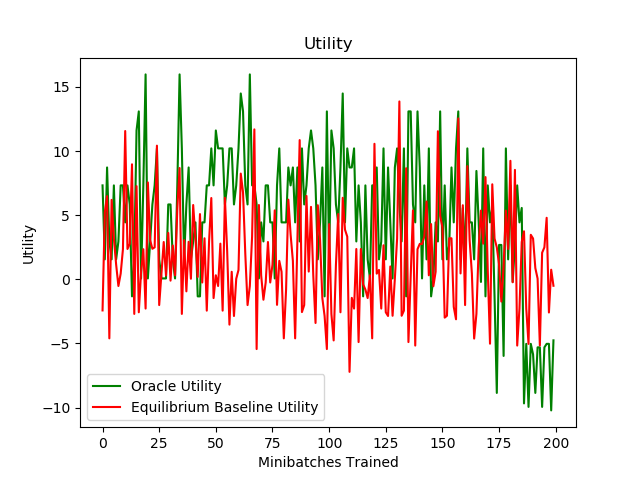 Utility
Utility
15
10
5
0
−5
−10
Oracle Utility
Equilibrium Baseline Utility
0 25 50 75 100 125 150 175 200
Minibatches Trained